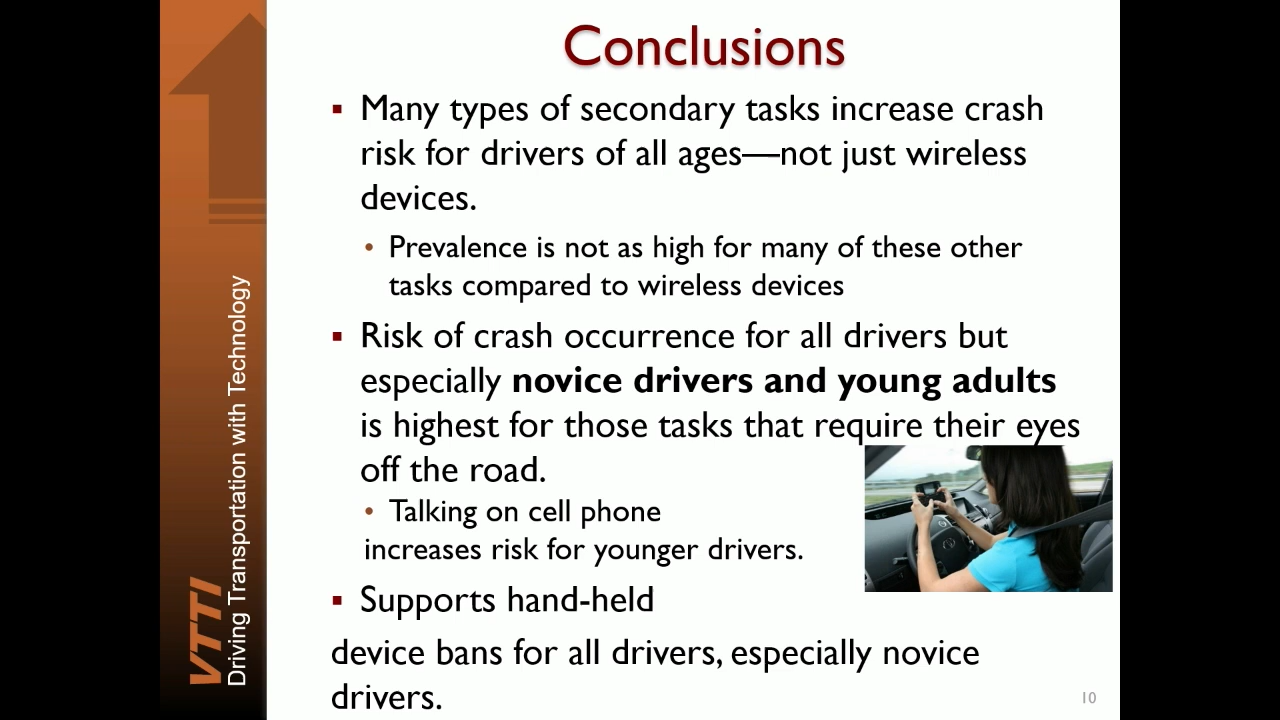 Conclusions
▪ Many types of secondary tasks increase crash
risk for drivers of all ages—not just wireless
devices.
• Prevalence is not as high for many of these other
tasks compared to wireless devices
▪ Risk of crash occurrence for all drivers but
especially novice drivers and young adults
is highest for those tasks that require their eyes
off the road.
• Talking on cell phone
increases risk for younger drivers.
▪ Supports hand-held
device bans for all drivers, especially novice
drivers.
10
VTTI
Driving Transportation with Technology